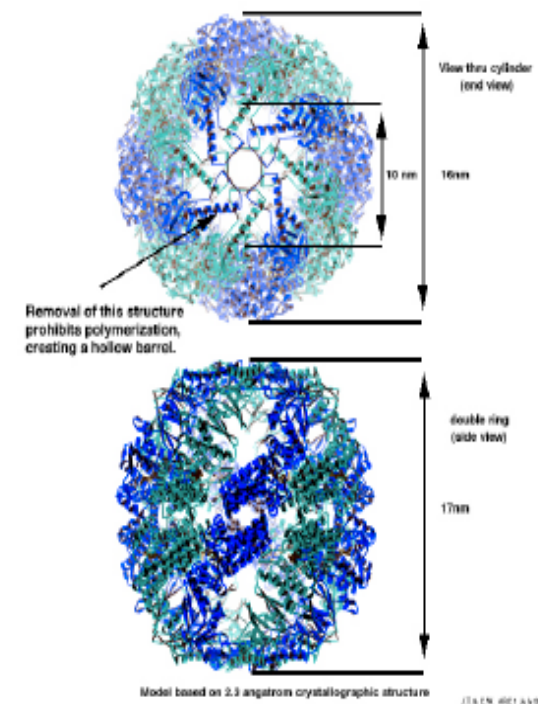 View thru cylinder
(end view)
10 nm
16nm
Removal of this structure
prohibits polymerization,
creating a hollow barrel.
double ring
(side view)
17nm
Model based on 2.3 angstrom crystallographic structure